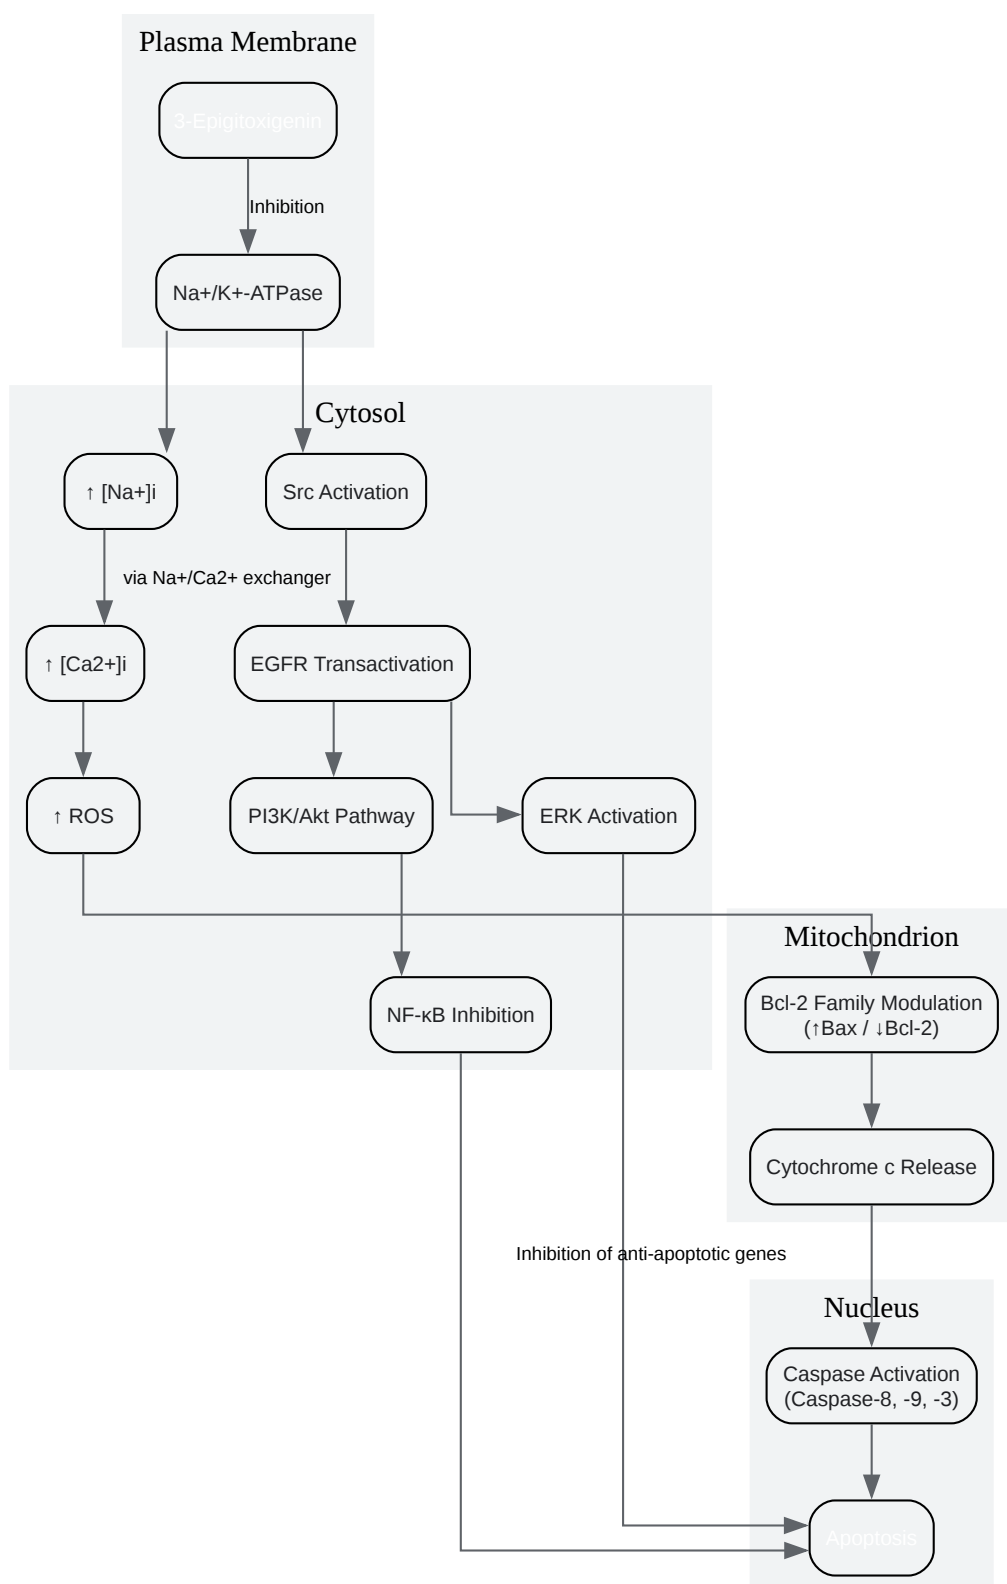 Plasma Membrane
3-Epigitoxigenin
Inhibition
Na+/K+-ATPase
Cytosol
↑ [Na+]i
Src Activation
via Na+/Ca2+ exchanger
↑ [Ca2+]i
EGFR Transactivation
↑ ROS
PI3K/Akt Pathway
ERK Activation
Mitochondrion
NF-κB Inhibition
Bcl-2 Family Modulation
(↑Bax / ↓Bcl-2)
Cytochrome c Release
Inhibition of anti-apoptotic genes
Nucleus
Caspase Activation
(Caspase-8, -9, -3)
Apoptosis